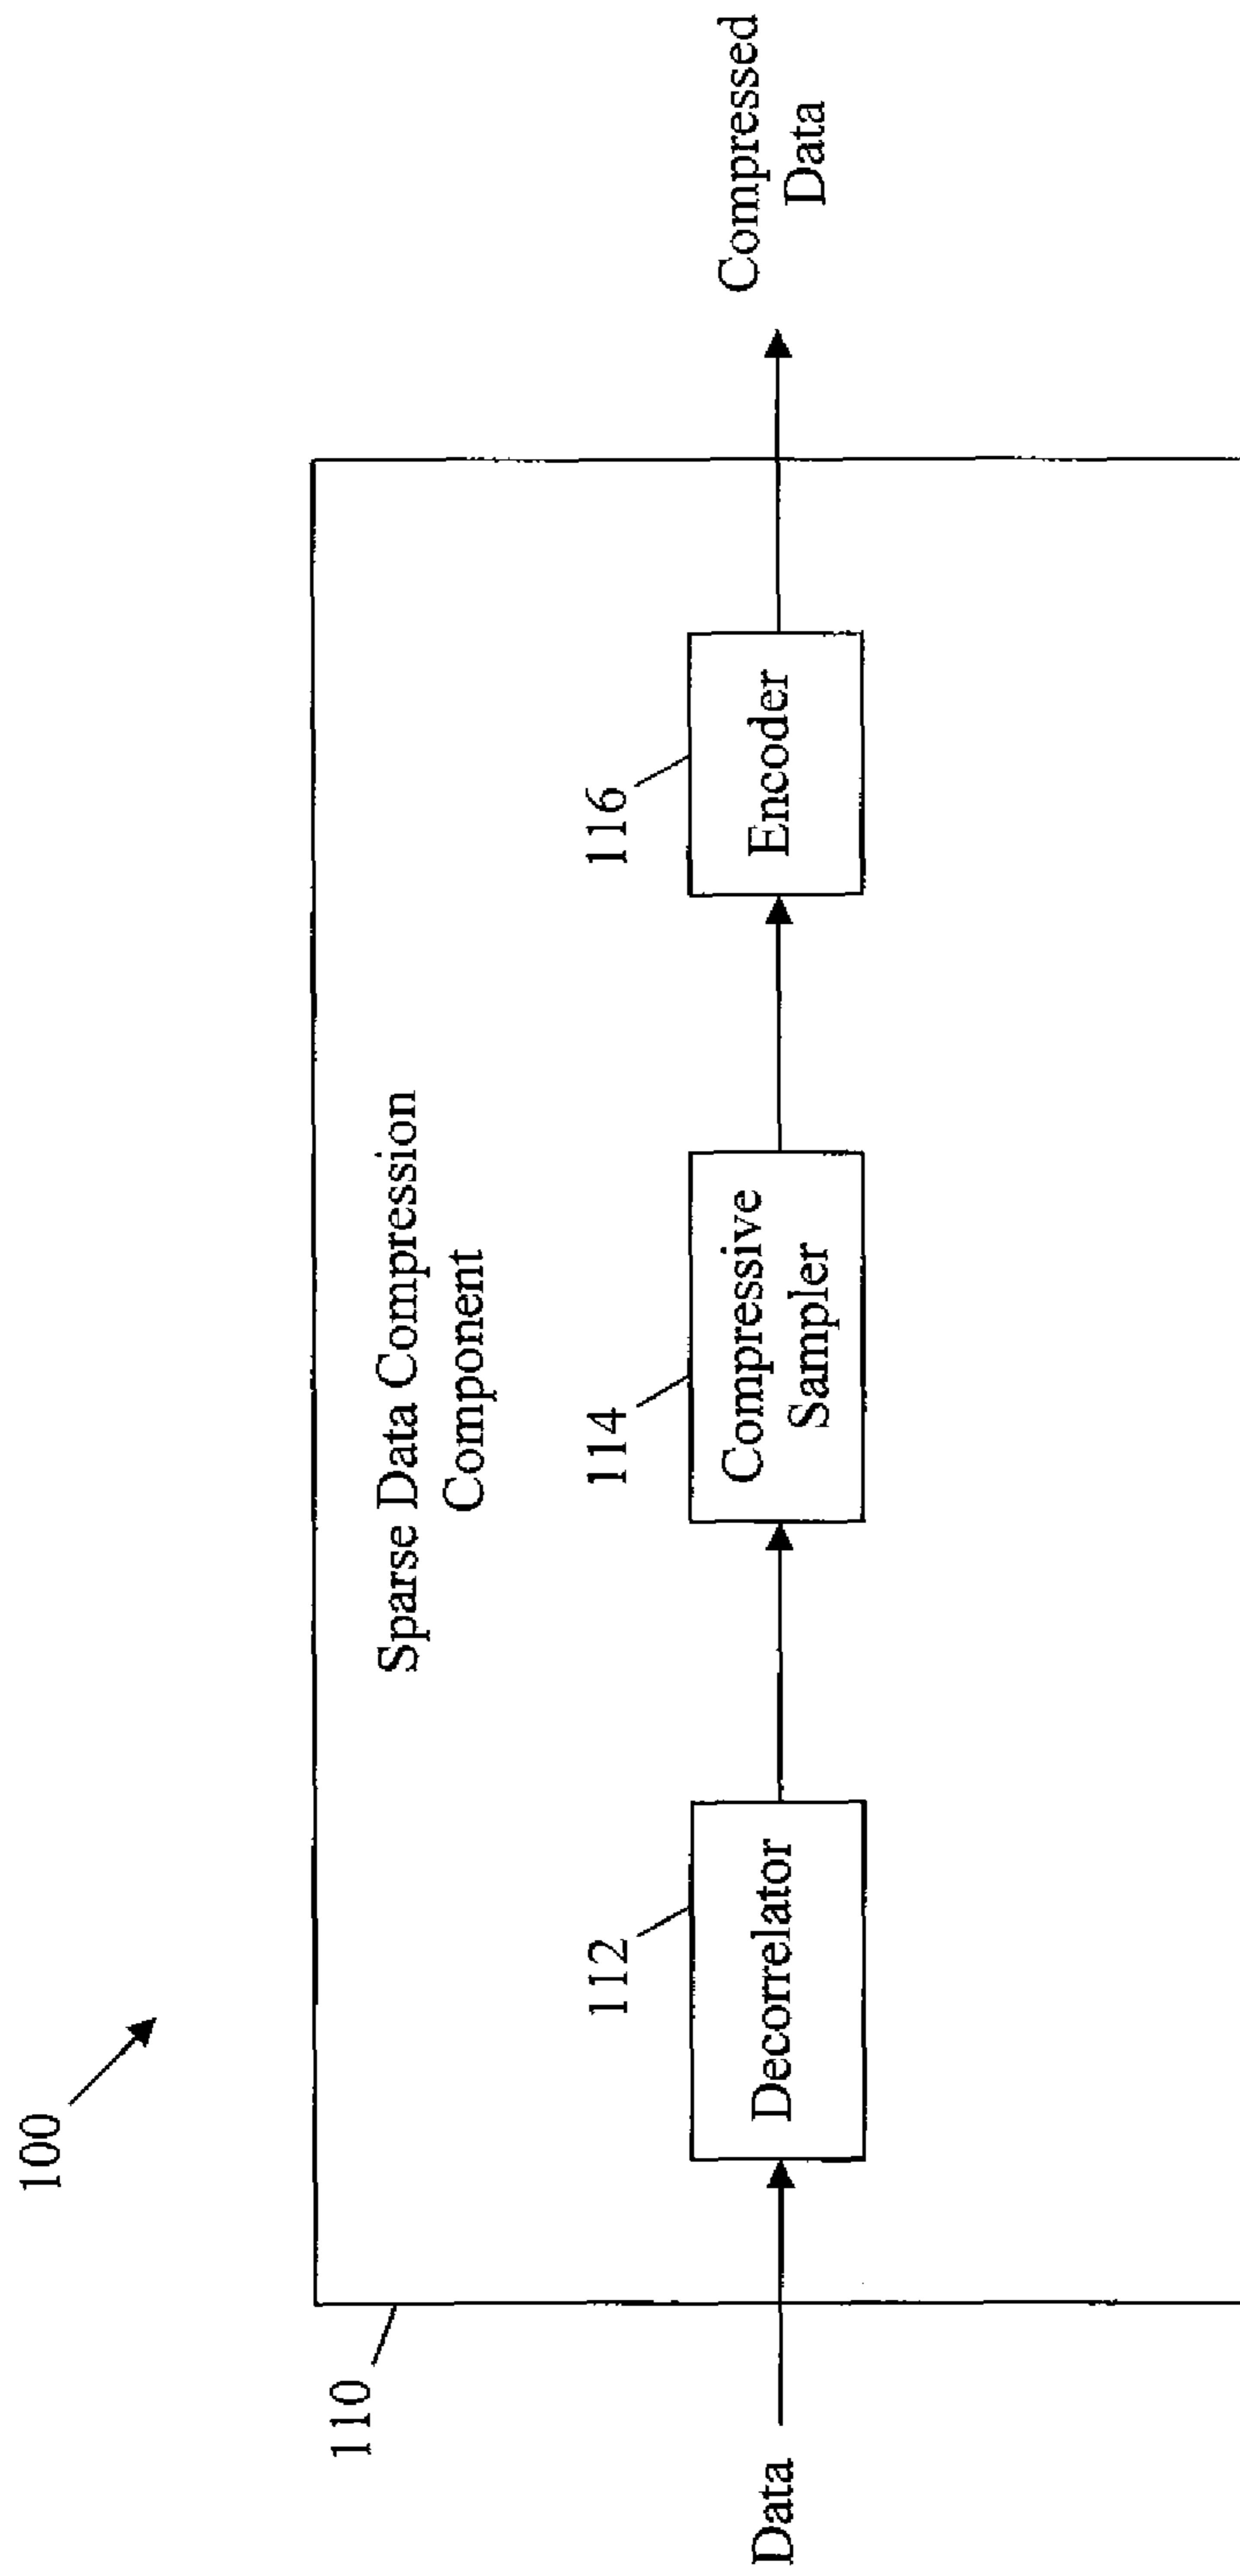 100
110
Sparse Data Compression
Component
112
114
116
Data
Decorrelator
Compressive
Sampler
Encoder
Compressed
Data